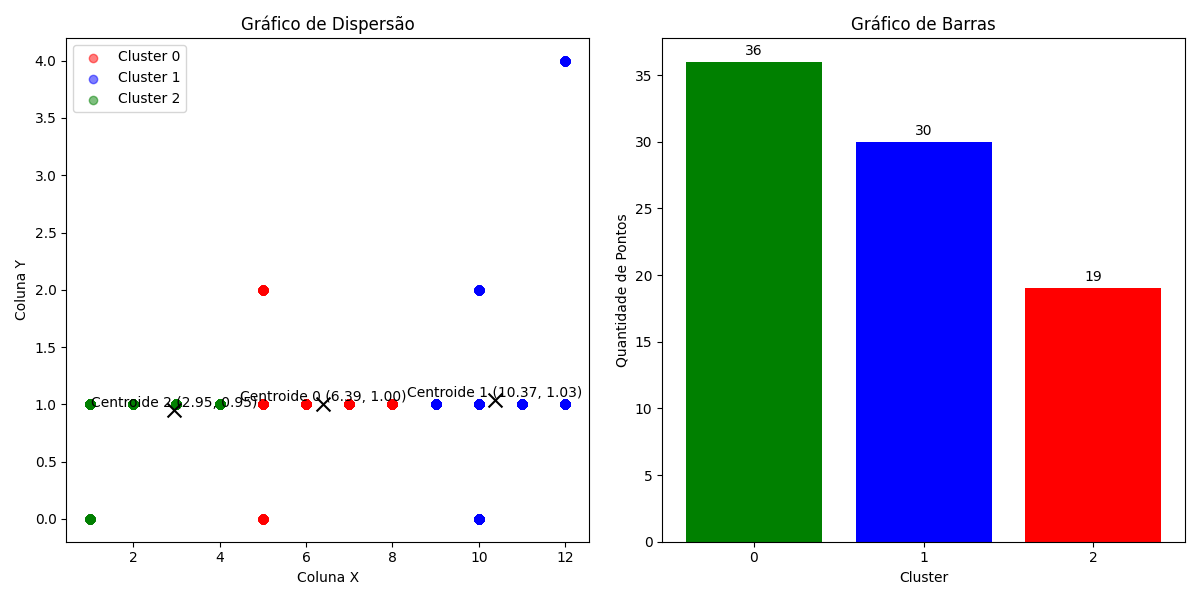 Gráfico de Dispersão
Cluster 0
Cluster 1
Cluster 2
4.0
3.5
3.0
2.5
2.0
1.5
1.0
0.5
0.0
Coluna Y
Centroide 2 (2.95, 0.95)
Centroide 0 (6.39, 1.00)
Centroide 1 (10.37, 1.03)
2 4 6 8 10 12
Coluna X
Gráfico de Barras
36
30
19
35
30
25
20
15
10
5
0
Quantidade de Pontos
0 1 2
Cluster